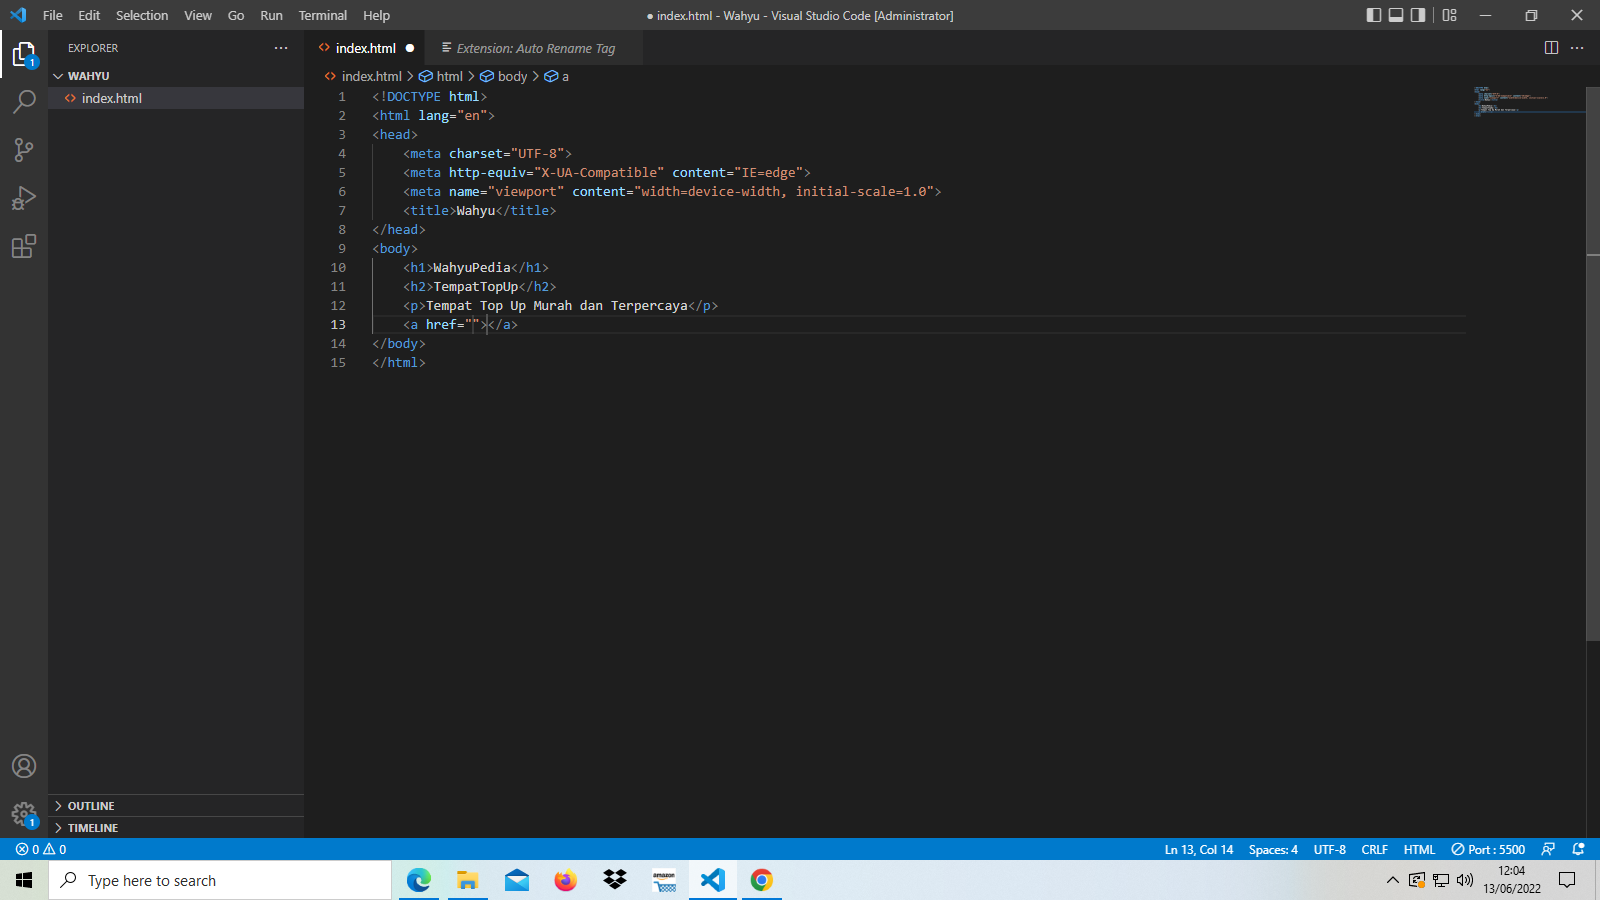 File Edit Selection View Go Run Terminal Help
● index.html - Wahyu - Visual Studio Code [Administrator]
EXPLORER
WAHYU
index.html
1
index.html
Extension: Auto Rename Tag
index.html > html > body > a
1 <!DOCTYPE html>
2 <html lang="en">
3 <head>
4 <meta charset="UTF-8">
5 <meta http-equiv="X-UA-Compatible" content="IE=edge">
6 <meta name="viewport" content="width=device-width, initial-scale=1.0">
7 <title>Wahyu</title>
8 </head>
9 <body>
10 <h1>WahyuPedia</h1>
11 <h2>TempatTopUp</h2>
12 <p>Tempat Top Up Murah dan Terpercaya</p>
13 <a href=""></a>
14 </body>
15 </html>
OUTLINE
TIMELINE
1
0 0
Ln 13, Col 14 Spaces: 4 UTF-8 CRLF HTML Port : 5500
Type here to search
amazon
12:04
13/06/2022